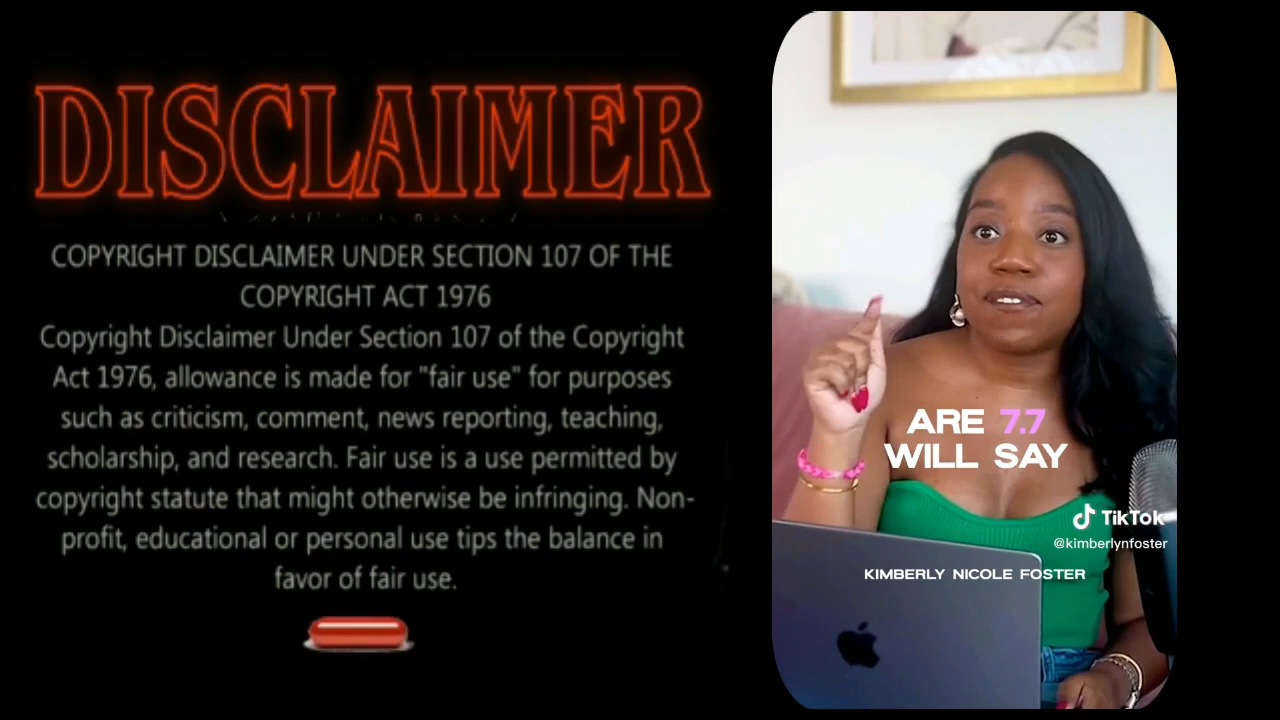 DISCLAIMER
COPYRIGHT DISCLAIMER UNDER SECTION 107 OF THE
COPYRIGHT ACT 1976
Copyright Disclaimer Under Section 107 of the Copyright
Act 1976, allowance is made for "fair use" for purposes
such as criticism, comment, news reporting, teaching,
scholarship, and research. Fair use is a use permitted by
copyright statute that might otherwise be infringing. Non-
profit, educational or personal use tips the balance in
favor of fair use.
ARE 7.7
WILL SAY
TikTok
@kimberlynfoster
KIMBERLY NICOLE FOSTER